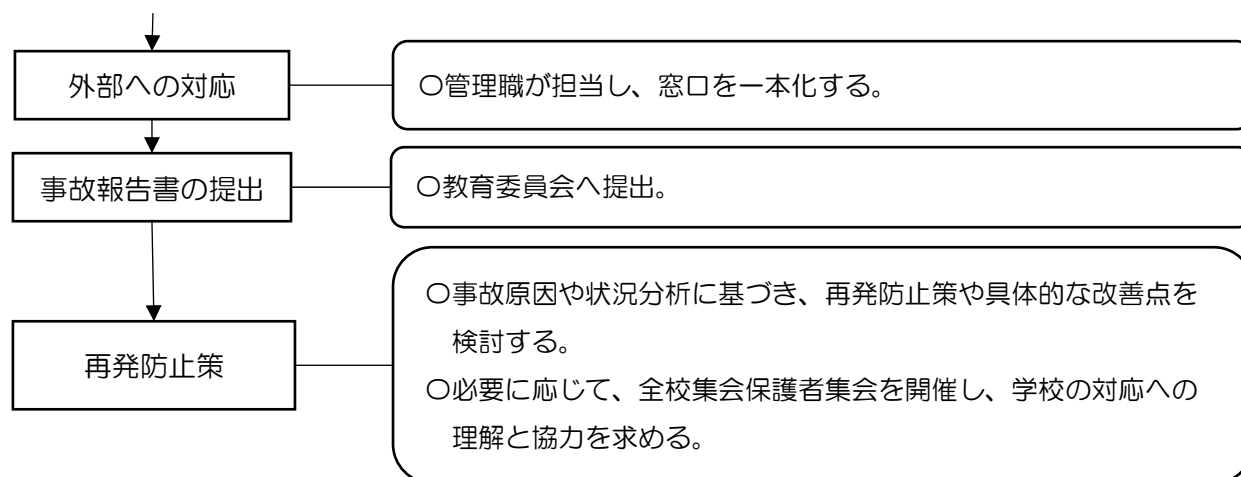 外部への対応
〇管理職が担当し、窓口を一本化する。
事故報告書の提出
〇教育委員会へ提出。
再発防止策
〇事故原因や状況分析に基づき、再発防止策や具体的な改善点を
検討する。
〇必要に応じて、全校集会保護者集会を開催し、学校の対応への
理解と協力を求める。